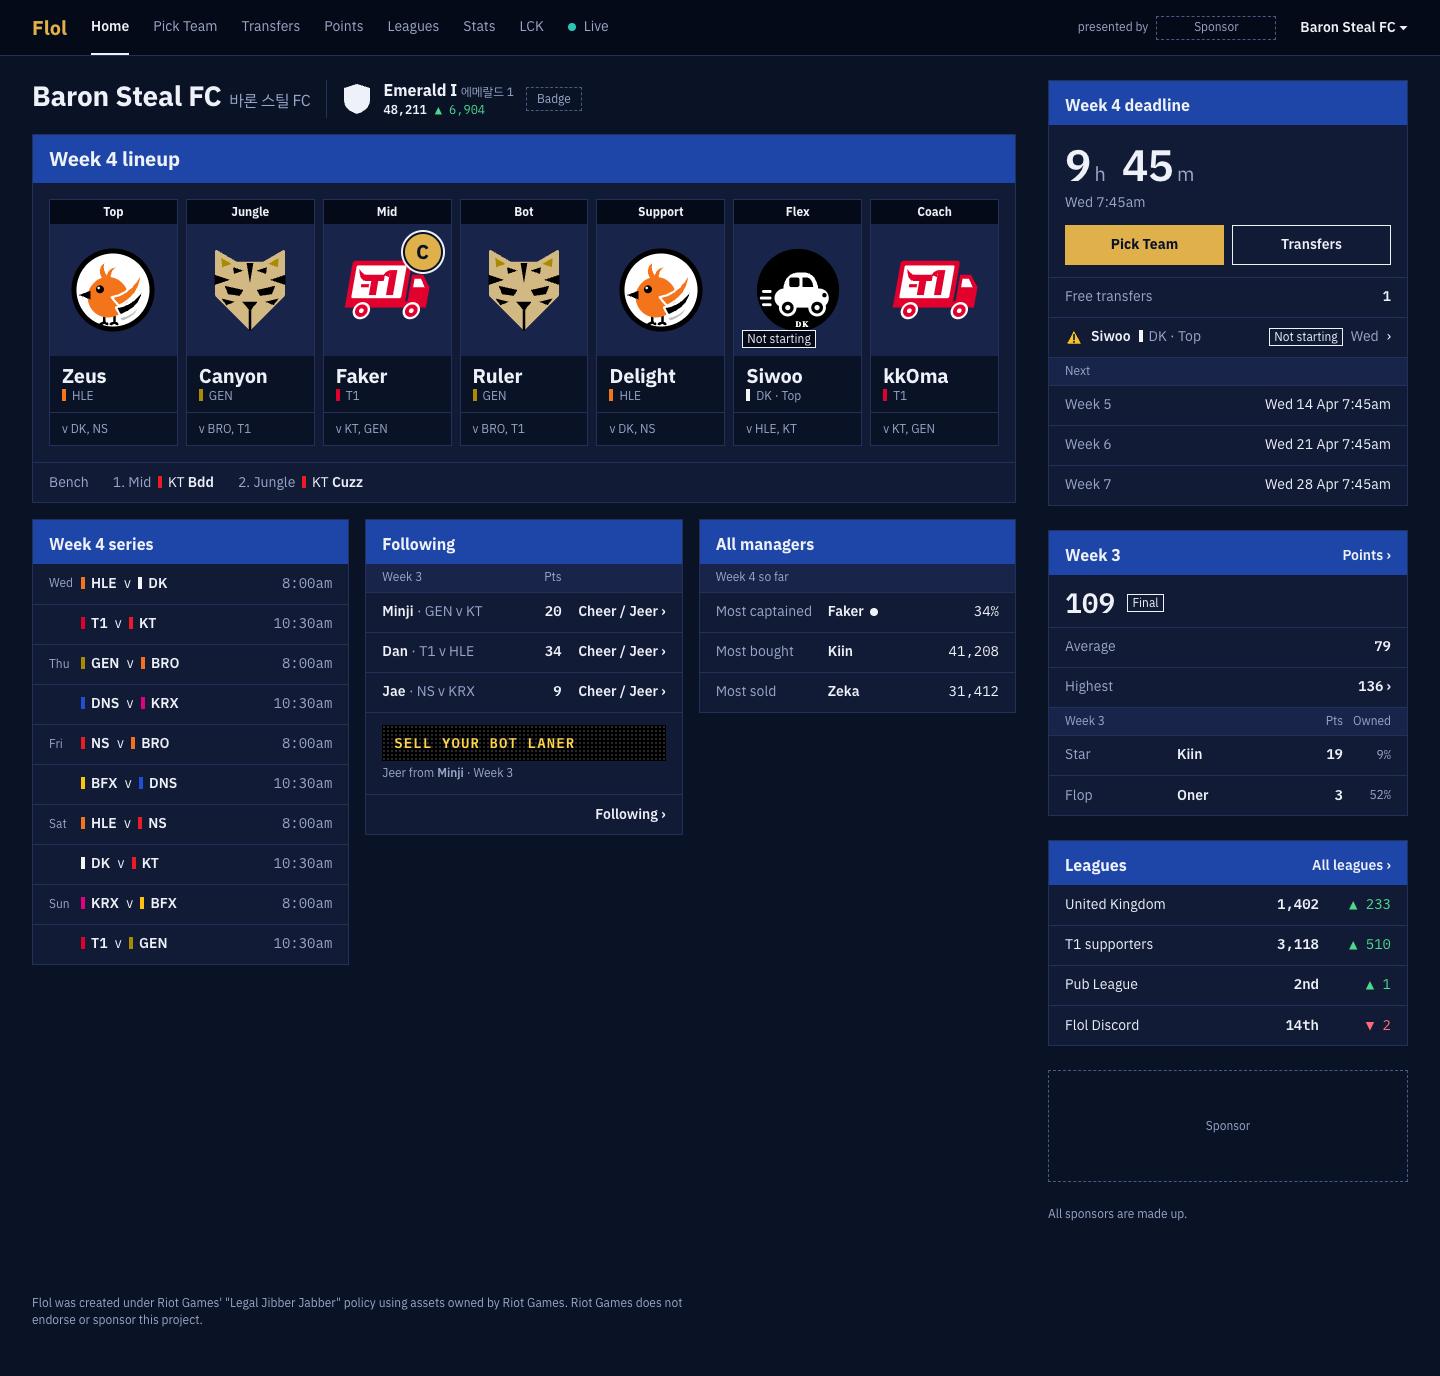 Flol Home Pick Team Transfers Points Leagues Stats LCK Live presented by Sponsor Baron Steal FC
Baron Steal FC 바론 스틸 FC
Emerald I 에메랄드 1
48,211 ▲ 6,904
Badge
Week 4 lineup
Top Jungle Mid Bot Support Flex Coach
C
T1
T1
DK
Not starting
Zeus Canyon Faker Ruler Delight Siwoo kkOma
HLE GEN T1 GEN HLE DK · Top T1
v DK, NS v BRO, T1 v KT, GEN v BRO, T1 v DK, NS v HLE, KT v KT, GEN
Bench 1. Mid KT Bdd 2. Jungle KT Cuzz
Week 4 series
Wed HLE v DK 8:00am
T1 v KT 10:30am
Thu GEN v BRO 8:00am
DNS v KRX 10:30am
Fri NS v BRO 8:00am
BFX v DNS 10:30am
Sat HLE v NS 8:00am
DK v KT 10:30am
Sun KRX v BFX 8:00am
T1 v GEN 10:30am
Following
Week 3 Pts
Minji · GEN v KT 20 Cheer / Jeer ›
Dan · T1 v HLE 34 Cheer / Jeer ›
Jae · NS v KRX 9 Cheer / Jeer ›
SELL YOUR BOT LANER
Jeer from Minji · Week 3
Following ›
All managers
Week 4 so far
Most captained Faker 34%
Most bought Kiin 41,208
Most sold Zeka 31,412
Week 4 deadline
9 h 45 m
Wed 7:45am
Pick Team Transfers
Free transfers 1
Siwoo DK · Top Not starting Wed ›
Next
Week 5 Wed 14 Apr 7:45am
Week 6 Wed 21 Apr 7:45am
Week 7 Wed 28 Apr 7:45am
Week 3 Points ›
109 Final
Average 79
Highest 136 ›
Week 3 Pts Owned
Star Kiin 19 9%
Flop Oner 3 52%
Leagues All leagues ›
United Kingdom 1,402 ▲ 233
T1 supporters 3,118 ▲ 510
Pub League 2nd ▲ 1
Flol Discord 14th ▼ 2
Sponsor
All sponsors are made up.
Flol was created under Riot Games' "Legal Jibber Jabber" policy using assets owned by Riot Games. Riot Games does not
endorse or sponsor this project.